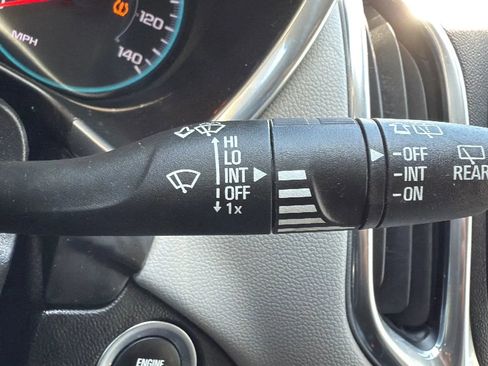 120
MPH
140
HI
LO
INT
OFF
1x
-OFF
-INT
-ON
REAR
ENGINE